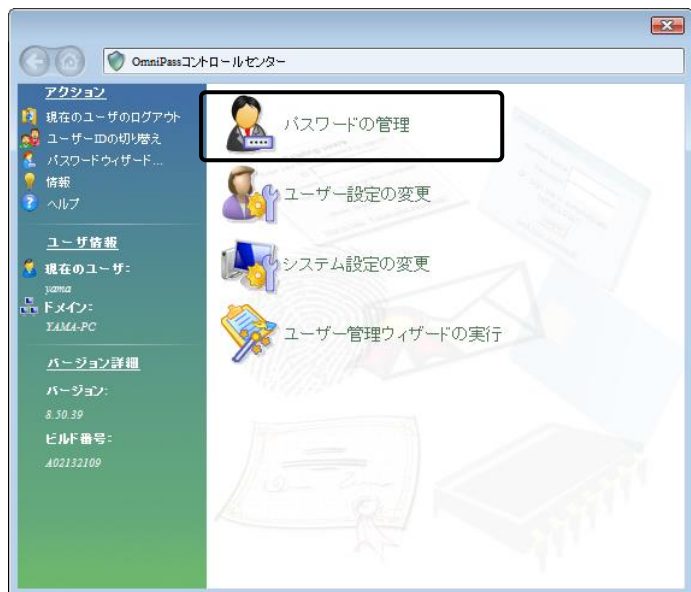 OmniPassコントロールセンター
アクション
現在のユーザのログアウト
ユーザーIDの切り替え
パスワードウィザード...
情報
ヘルプ
ユーザ情報
現在のユーザ:
yama
ドメイン:
YAMA-PC
バージョン詳細
バージョン:
8.50.39
ビルド番号:
A02132109
パスワードの管理
ユーザー設定の変更
システム設定の変更
ユーザー管理ウィザードの実行